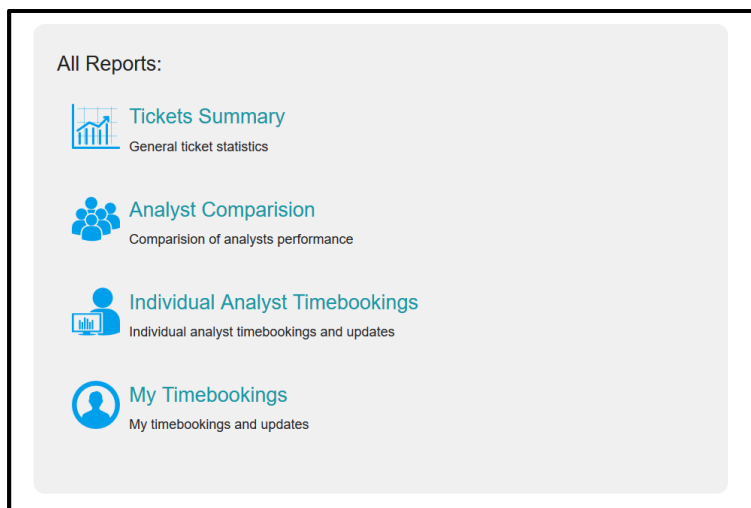 All Reports:
Tickets Summary
General ticket statistics
Analyst Comparision
Comparision of analysts performance
Individual Analyst Timebookings
Individual analyst timebookings and updates
My Timebookings
My timebookings and updates